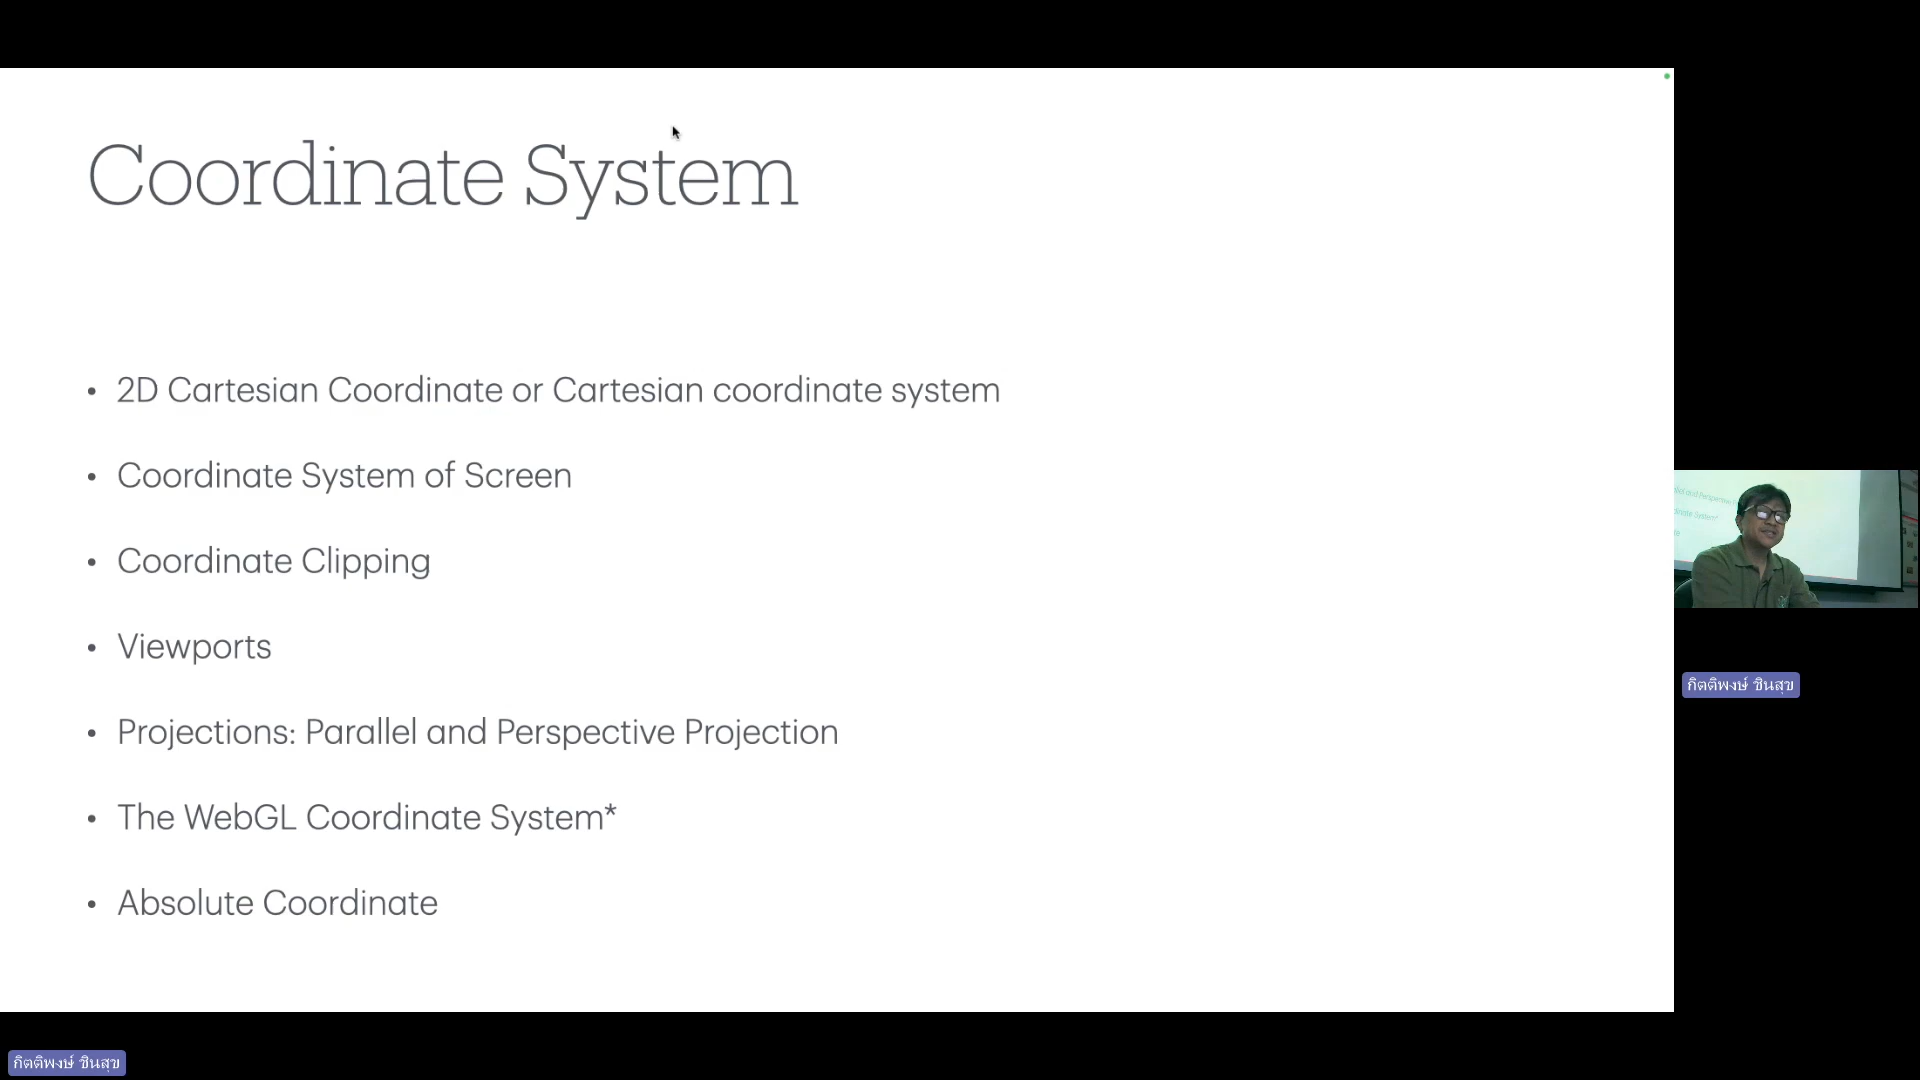 Coordinate System
• 2D Cartesian Coordinate or Cartesian coordinate system
• Coordinate System of Screen
• Coordinate Clipping
• Viewports
• Projections: Parallel and Perspective Projection
• The WebGL Coordinate System*
• Absolute Coordinate
กิตติพงษ์ ชินสุข
กิตติพงษ์ ชินสุข